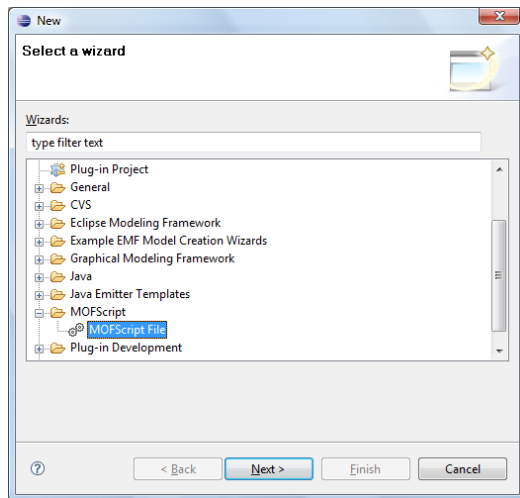 New
Select a wizard
Wizards:
type filter text
Plug-in Project
General
CVS
Eclipse Modeling Framework
Example EMF Model Creation Wizards
Graphical Modeling Framework
Java
Java Emitter Templates
MOFScript
MOFScript File
Plug-in Development
< Back Next > Finish Cancel